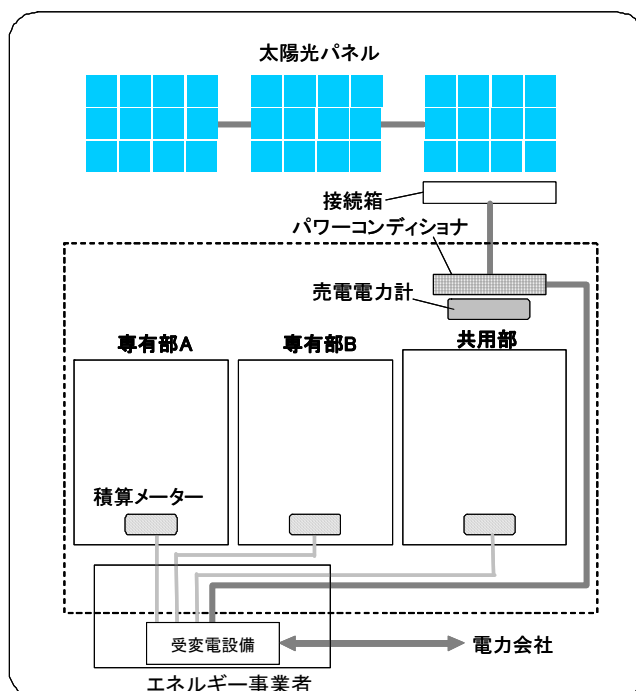 太陽光パネル
接続箱
パワーコンディショナ
売電電力計
専有部A
専有部B
共用部
積算メーター
受変電設備
電力会社
エネルギー事業者